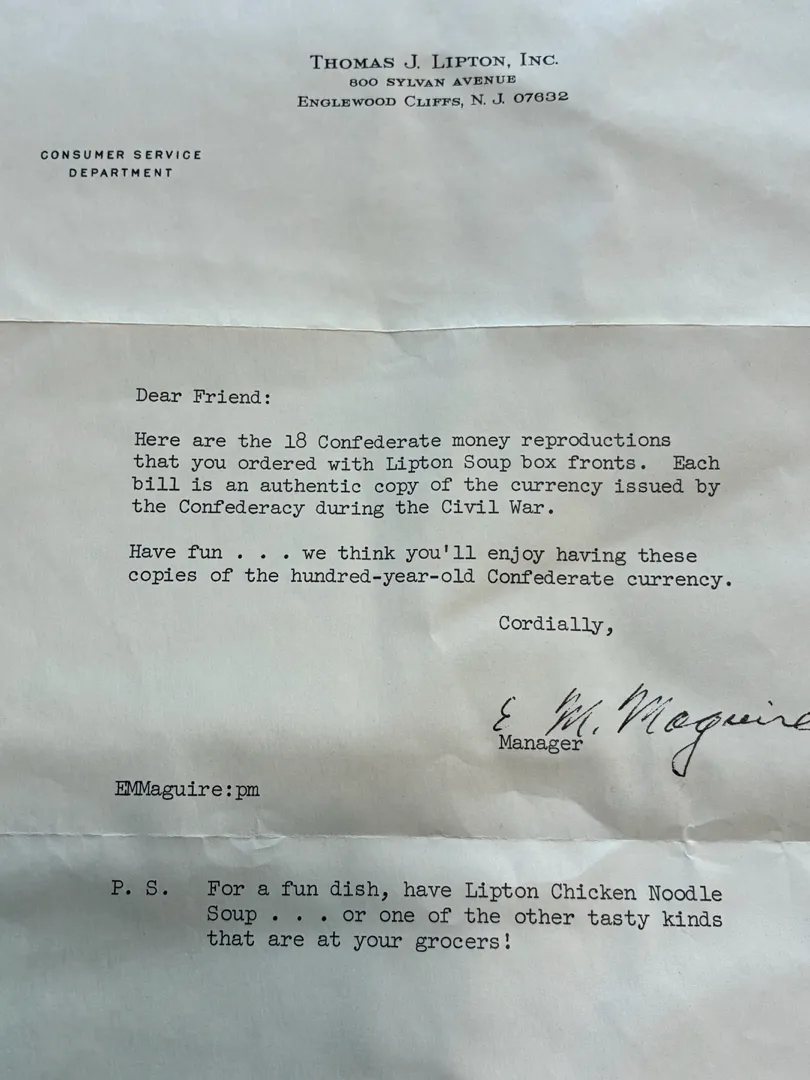 THOMAS J. LIPTON, INC.
800 SYLVAN AVENUE
ENGLEWOOD CLIFFS, N. J. 07632
CONSUMER SERVICE
DEPARTMENT
Dear Friend:
Here are the 18 Confederate money reproductions
that you ordered with Lipton Soup box fronts. Each
bill is an authentic copy of the currency issued by
the Confederacy during the Civil War.
Have fun . . . we think you'll enjoy having these
copies of the hundred-year-old Confederate currency.
Cordially,
E M. Maguire
Manager
EMMaguire:pm
P. S. For a fun dish, have Lipton Chicken Noodle
Soup . . . or one of the other tasty kinds
that are at your grocers!